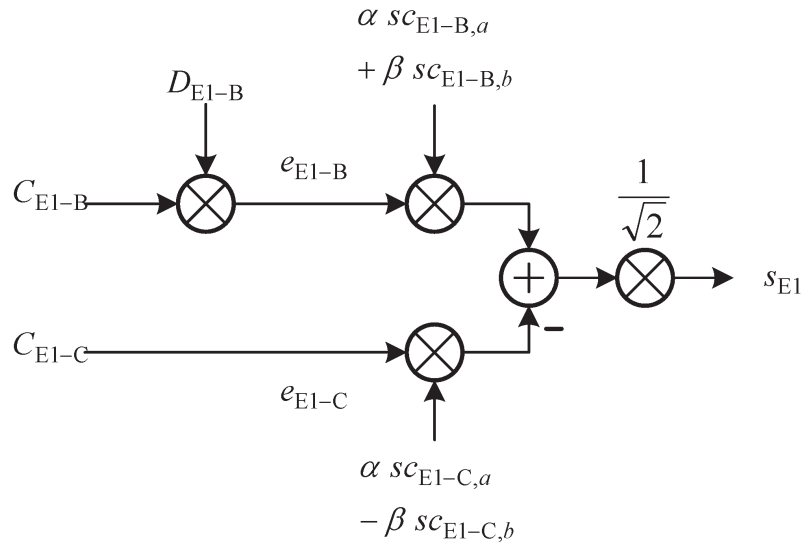 α sc_E1−B,a
+ β sc_E1−B,b
D_E1−B
e_E1−B
C_E1−B
1
√2
+
s_E1
−
C_E1−C
e_E1−C
α sc_E1−C,a
− β sc_E1−C,b